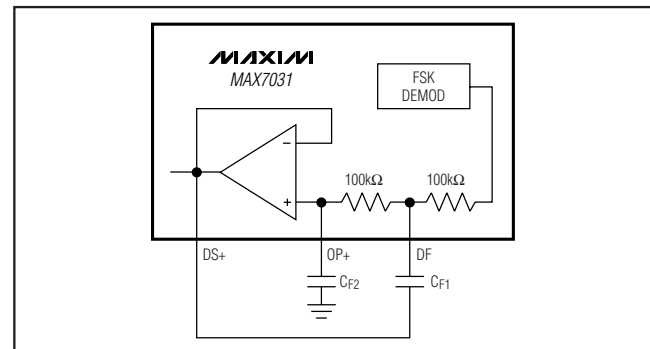 MAXIM
MAX7031
FSK
DEMOD
−
+
100kΩ 100kΩ
DS+ OP+ DF
CF2 CF1